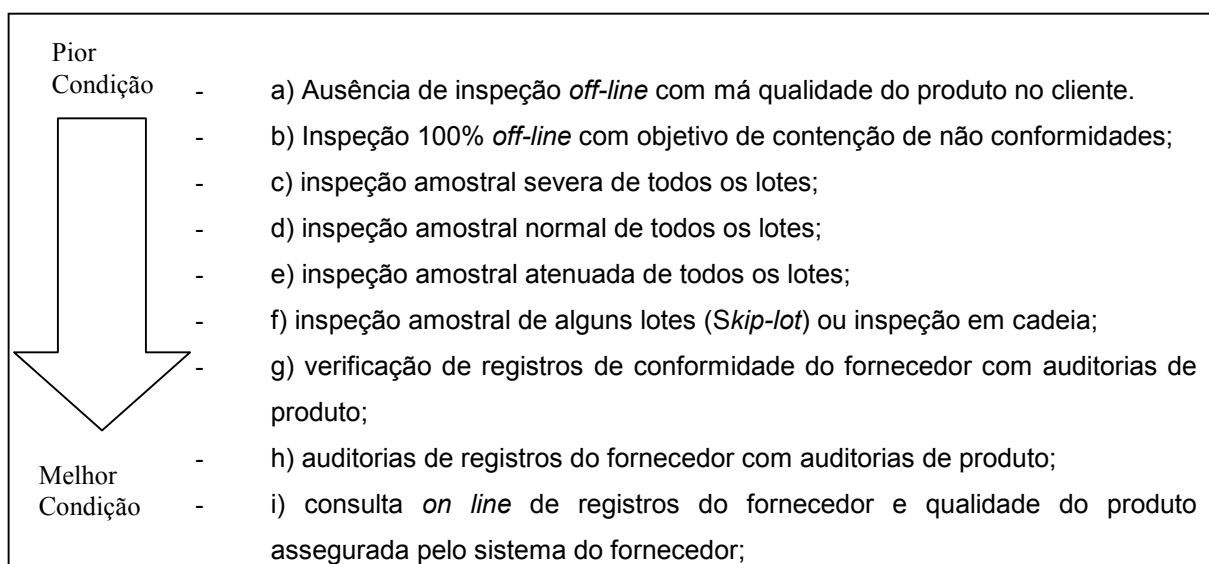 Pior
Condição
- a) Ausência de inspeção off-line com má qualidade do produto no cliente.
- b) Inspeção 100% off-line com objetivo de contenção de não conformidades;
- c) inspeção amostral severa de todos os lotes;
- d) inspeção amostral normal de todos os lotes;
- e) inspeção amostral atenuada de todos os lotes;
- f) inspeção amostral de alguns lotes (Skip-lot) ou inspeção em cadeia;
- g) verificação de registros de conformidade do fornecedor com auditorias de
produto;
Melhor
Condição
- h) auditorias de registros do fornecedor com auditorias de produto;
- i) consulta on line de registros do fornecedor e qualidade do produto
assegurada pelo sistema do fornecedor;